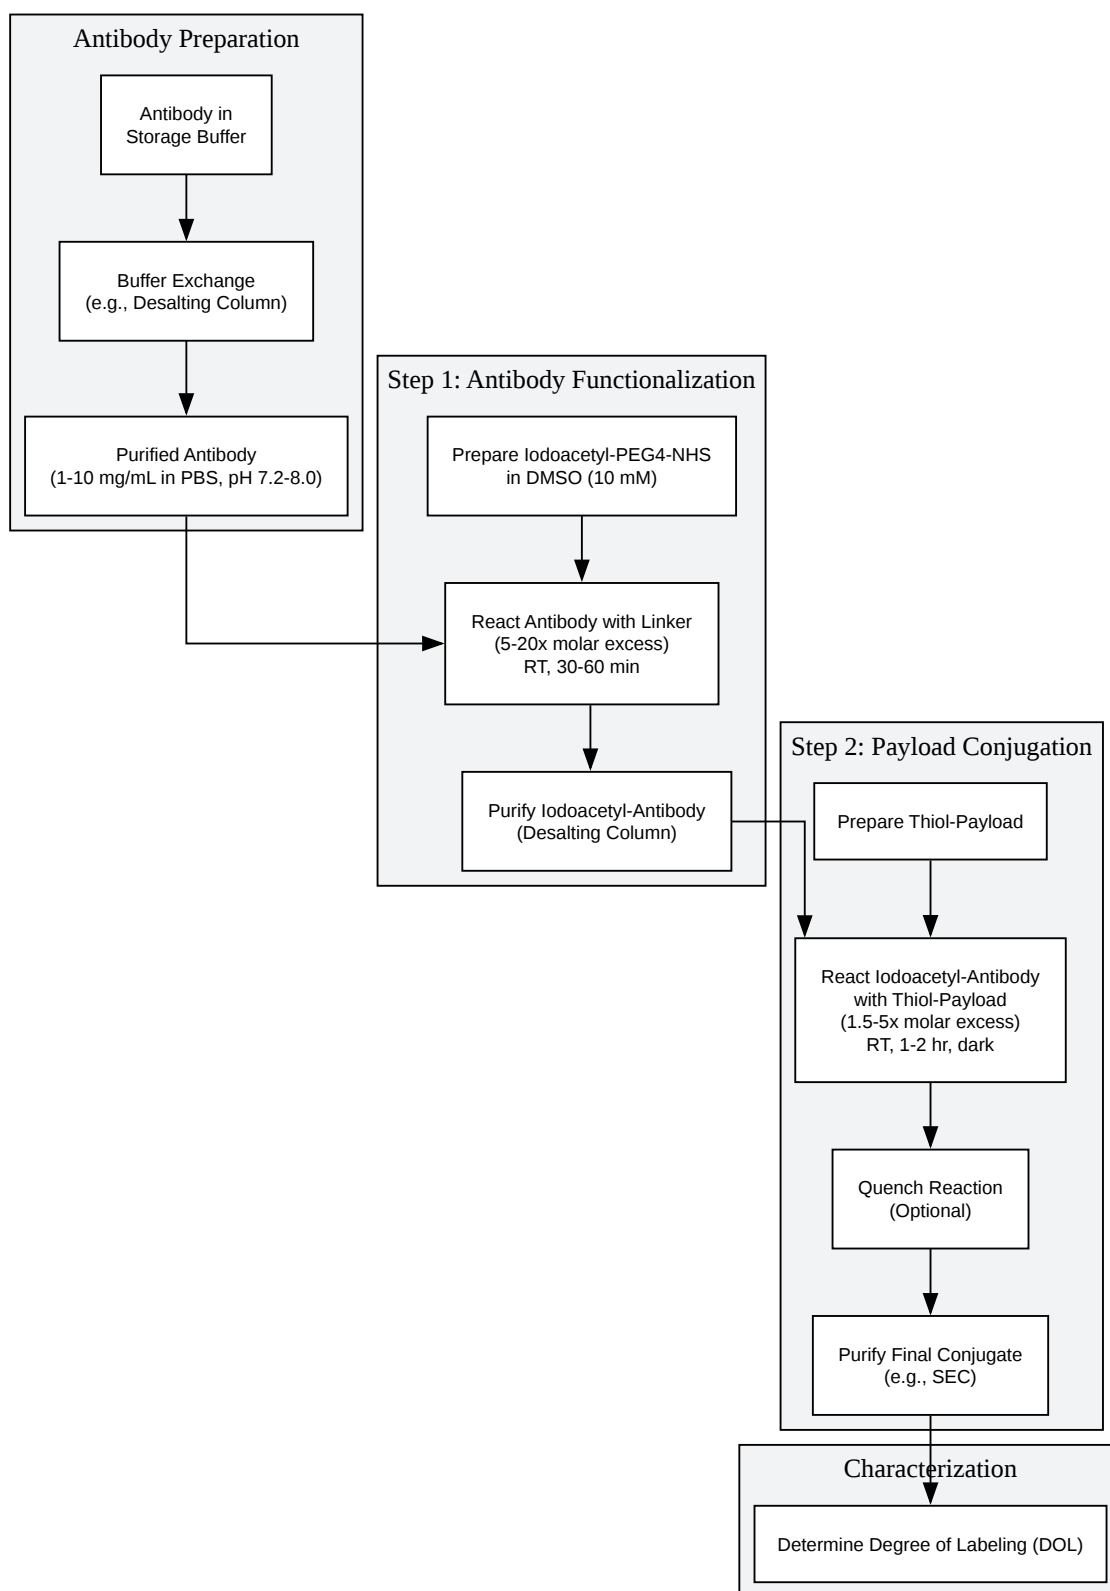 Antibody Preparation
Antibody in
Storage Buffer
Buffer Exchange
(e.g., Desalting Column)
Purified Antibody
(1-10 mg/mL in PBS, pH 7.2-8.0)
Step 1: Antibody Functionalization
Prepare Iodoacetyl-PEG4-NHS
in DMSO (10 mM)
React Antibody with Linker
(5-20x molar excess)
RT, 30-60 min
Purify Iodoacetyl-Antibody
(Desalting Column)
Step 2: Payload Conjugation
Prepare Thiol-Payload
React Iodoacetyl-Antibody
with Thiol-Payload
(1.5-5x molar excess)
RT, 1-2 hr, dark
Quench Reaction
(Optional)
Purify Final Conjugate
(e.g., SEC)
Characterization
Determine Degree of Labeling (DOL)